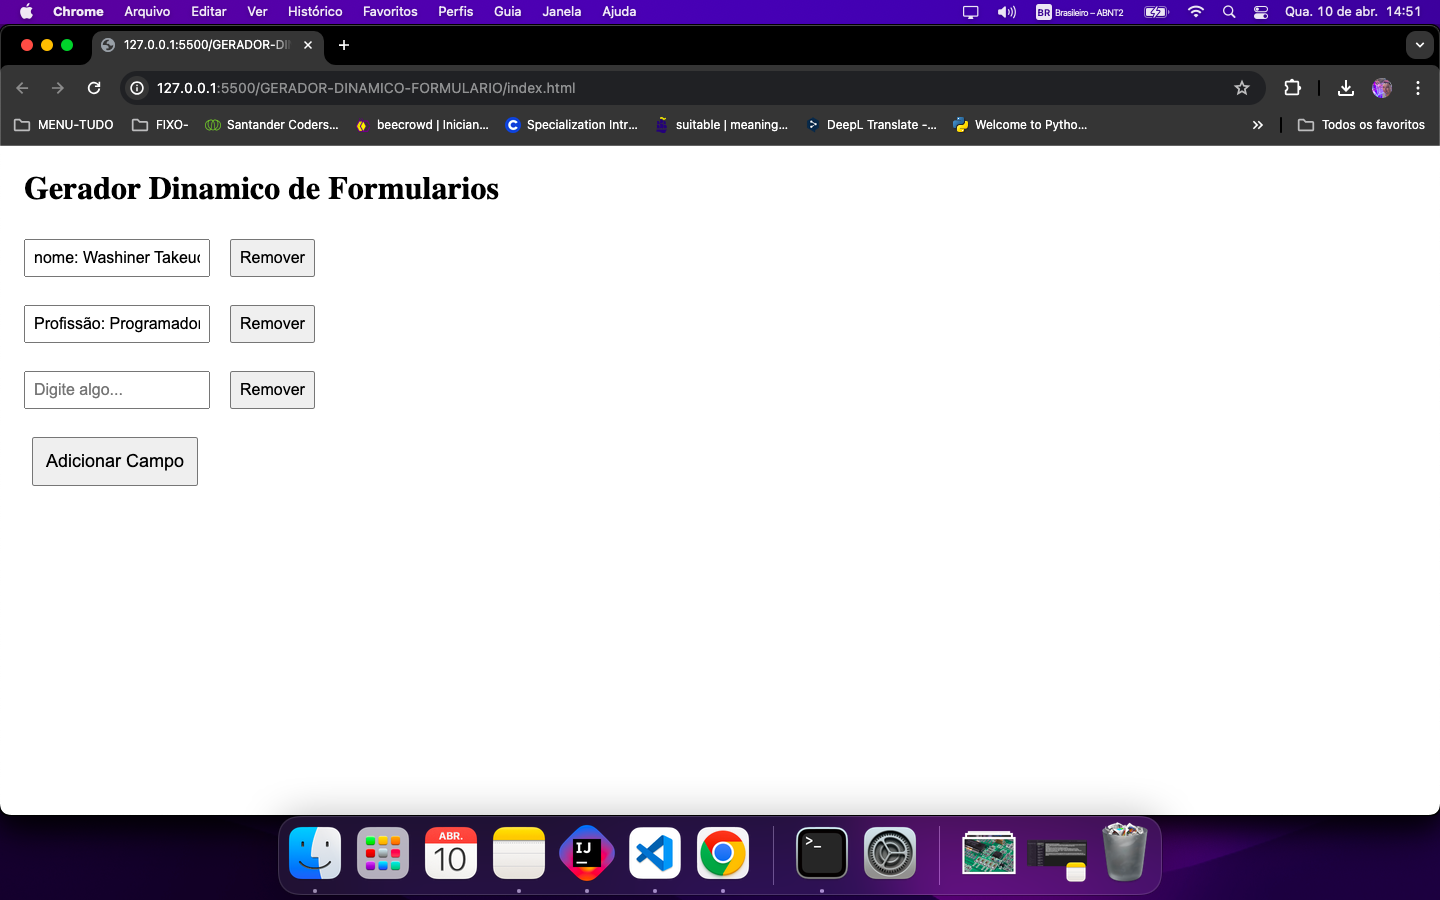 Chrome Arquivo Editar Ver Histórico Favoritos Perfis Guia Janela Ajuda BR Brasileiro – ABNT2 Qua. 10 de abr. 14:51
127.0.0.1:5500/GERADOR-DI
127.0.0.1:5500/GERADOR-DINAMICO-FORMULARIO/index.html
MENU-TUDO FIXO- Santander Coders... beecrowd | Inician... Specialization Intr... suitable | meaning... DeepL Translate -... Welcome to Pytho... Todos os favoritos
Gerador Dinamico de Formularios
nome: Washiner Takeuc Remover
Profissão: Programador Remover
Digite algo... Remover
Adicionar Campo
ABR.
10
IJ
>_